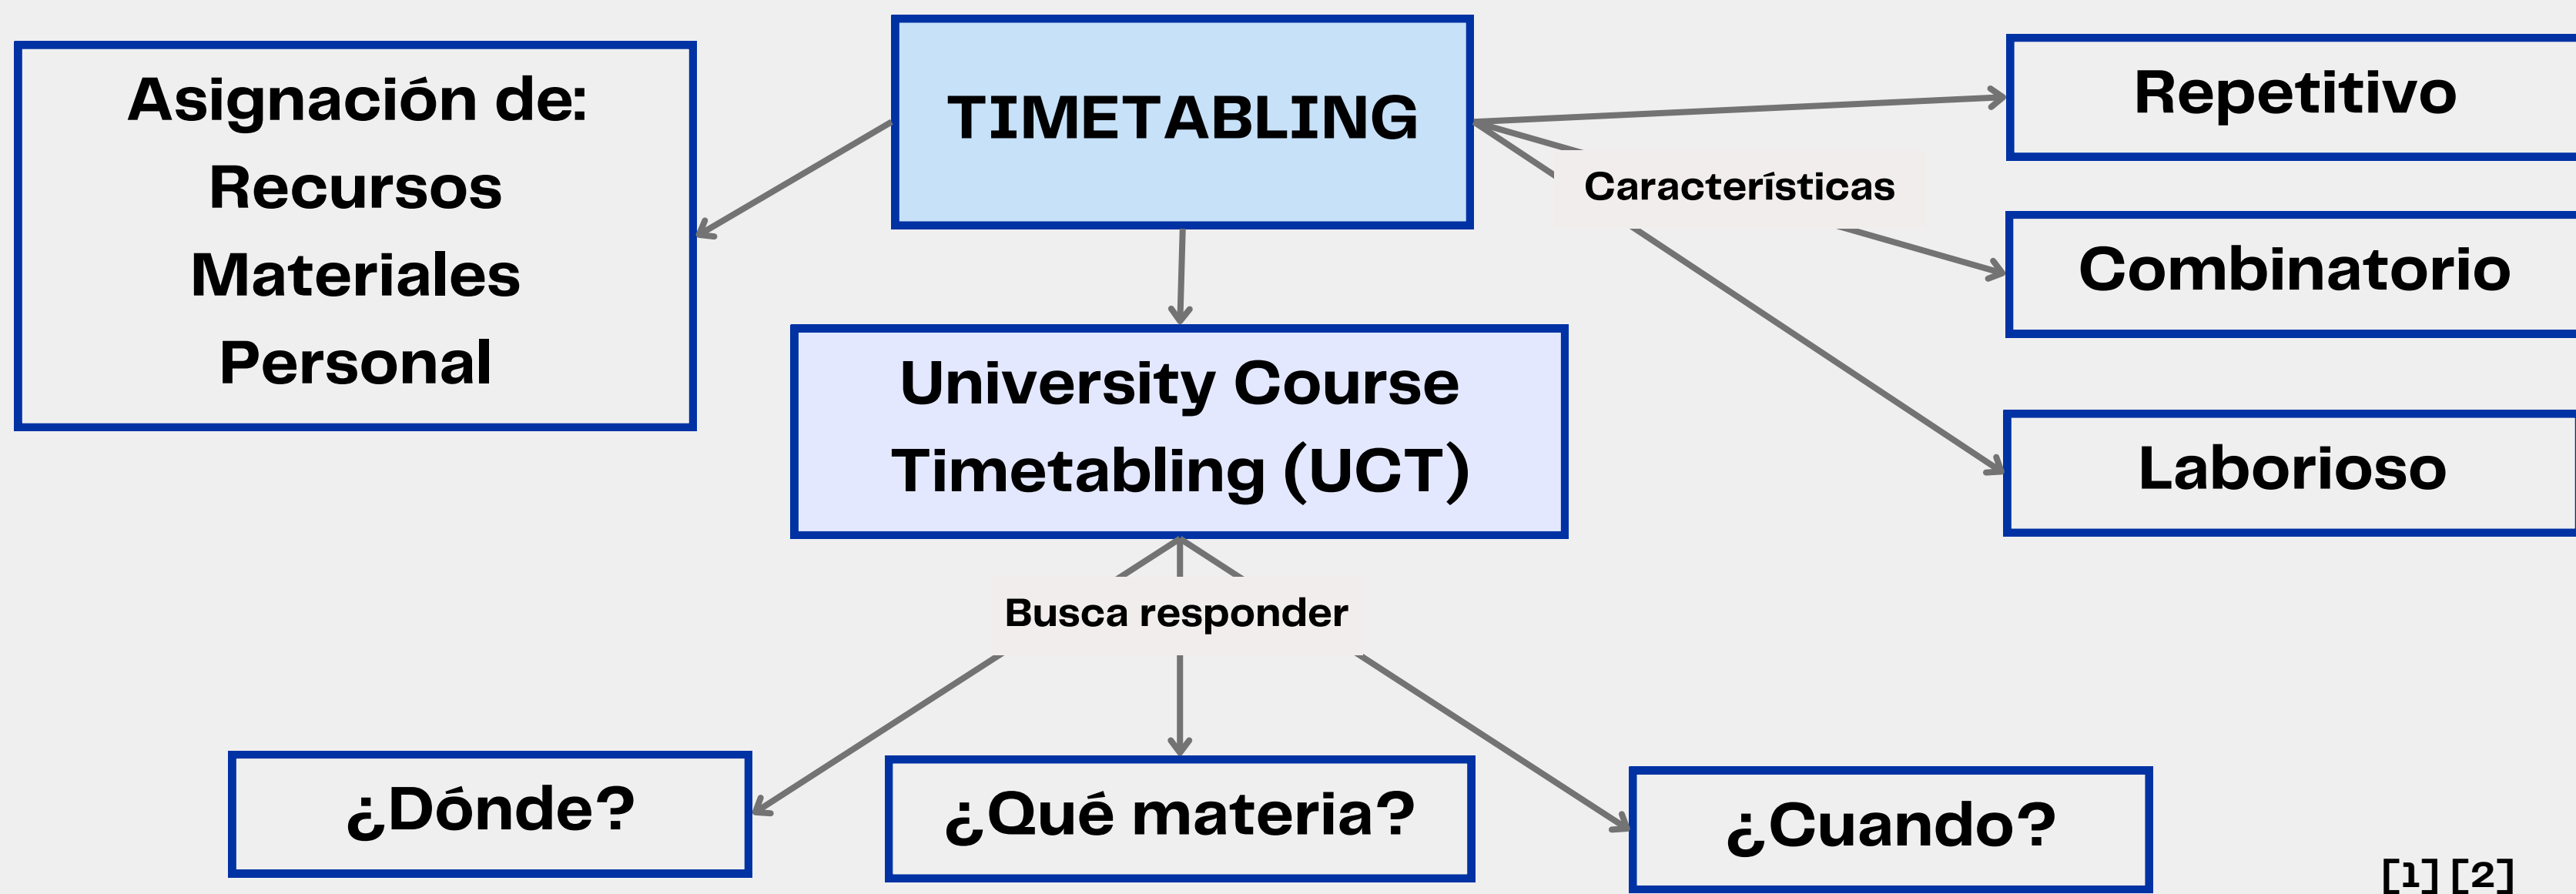 Asignación de:
Recursos
Materiales
Personal
TIMETABLING
Características
Repetitivo
Combinatorio
Laborioso
University Course
Timetabling (UCT)
Busca responder
¿Dónde?
¿Qué materia?
¿Cuando?
[1] [2]